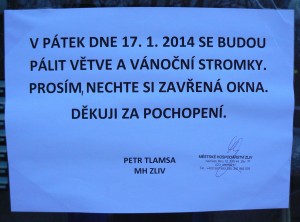 V PÁTEK DNE 17. 1. 2014 SE BUDOU
PÁLIT VĚTVE A VÁNOČNÍ STROMKY.
PROSÍM, NECHTE SI ZAVŘENÁ OKNA.
DĚKUJI ZA POCHOPENÍ.
PETR TLAMSA
MH ZLIV